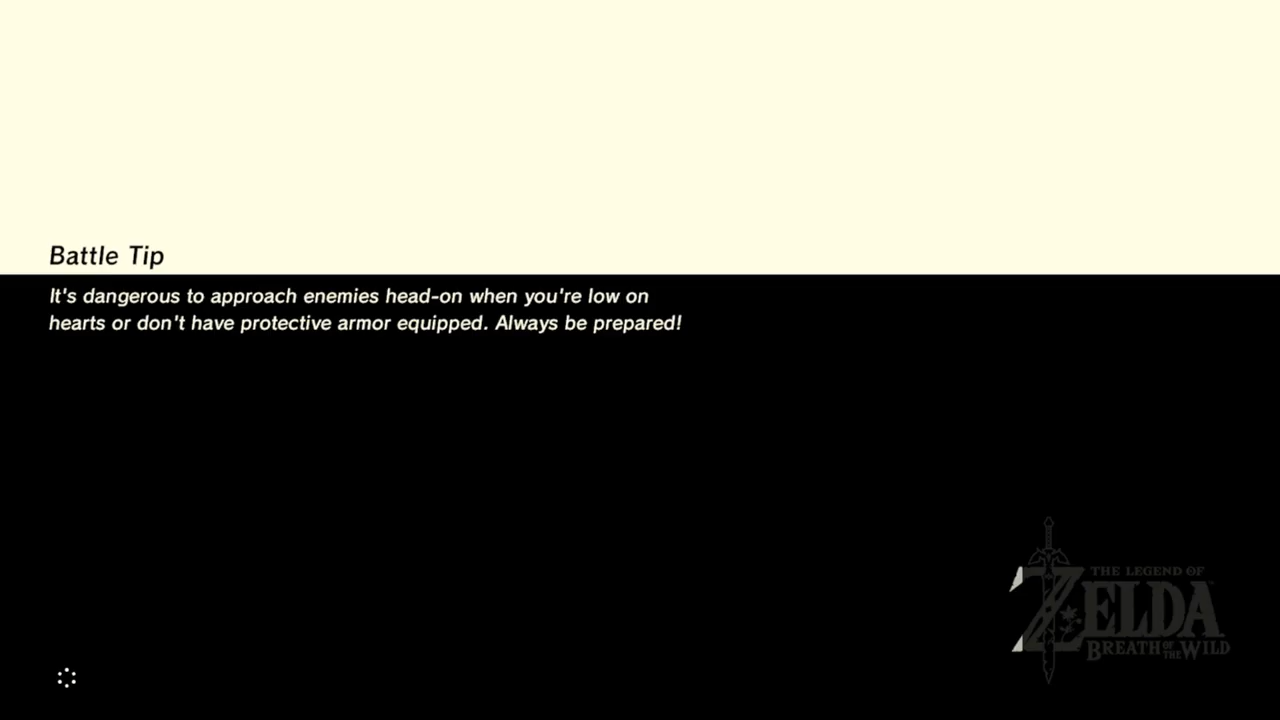 Battle Tip
It's dangerous to approach enemies head-on when you're low on
hearts or don't have protective armor equipped. Always be prepared!
THE LEGEND OF
ZELDA
BREATH OF THE WILD